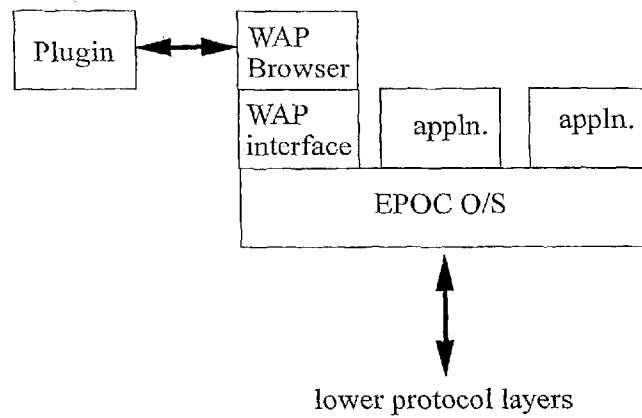 Plugin
WAP
Browser
WAP
interface
appln.
appln.
EPOC O/S
lower protocol layers